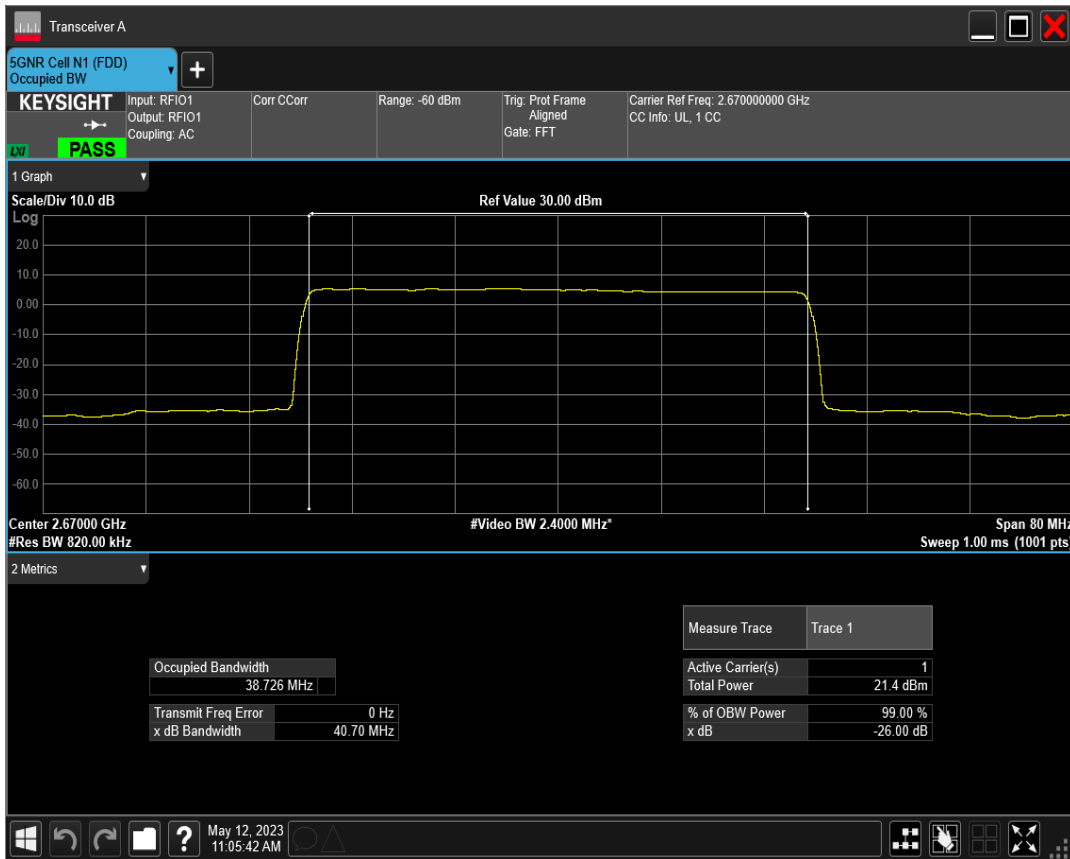 Transceiver A
5GNR Cell N1 (FDD)
Occupied BW
KEYSIGHT
LXI
PASS
Input: RFIO1
Output: RFIO1
Coupling: AC
Corr CCorr
Range: -60 dBm
Trig: Prot Frame
Aligned
Gate: FFT
Carrier Ref Freq: 2.670000000 GHz
CC Info: UL, 1 CC
1 Graph
Scale/Div 10.0 dB
Ref Value 30.00 dBm
Log
20.0
10.0
0.00
-10.0
-20.0
-30.0
-40.0
-50.0
-60.0
Center 2.67000 GHz
#Video BW 2.4000 MHz*
Span 80 MHz
#Res BW 820.00 kHz
Sweep 1.00 ms (1001 pts)
2 Metrics
Measure Trace Trace 1
Occupied Bandwidth
38.726 MHz
Active Carrier(s) 1
Total Power 21.4 dBm
Transmit Freq Error 0 Hz
x dB Bandwidth 40.70 MHz
% of OBW Power 99.00 %
x dB -26.00 dB
?
May 12, 2023
11:05:42 AM